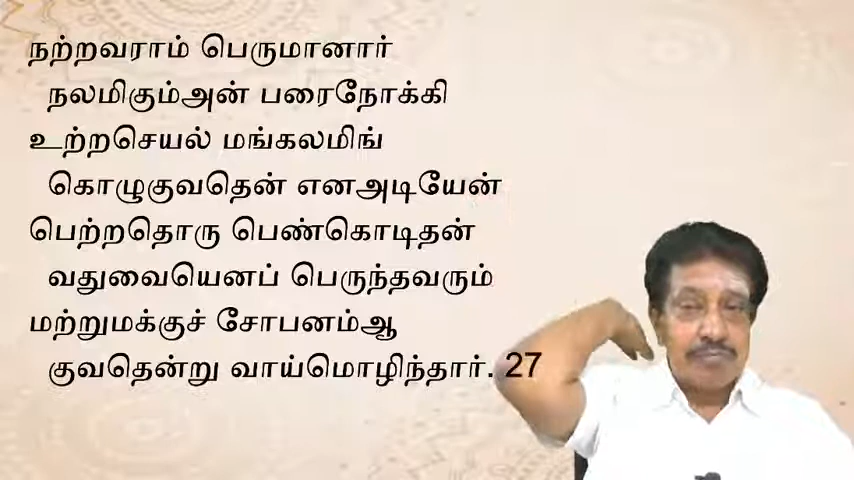 நற்றவராம் பெருமானார்
நலமிகும்அன் பரைநோக்கி
உற்றசெயல் மங்கலமிங்
கொழுகுவதென் எனஅடியேன்
பெற்றதொரு பெண்கொடிதன்
வதுவையெனப் பெருந்தவரும்
மற்றுமக்குச் சோபனம்ஆ
குவதென்று வாய்மொழிந்தார். 27